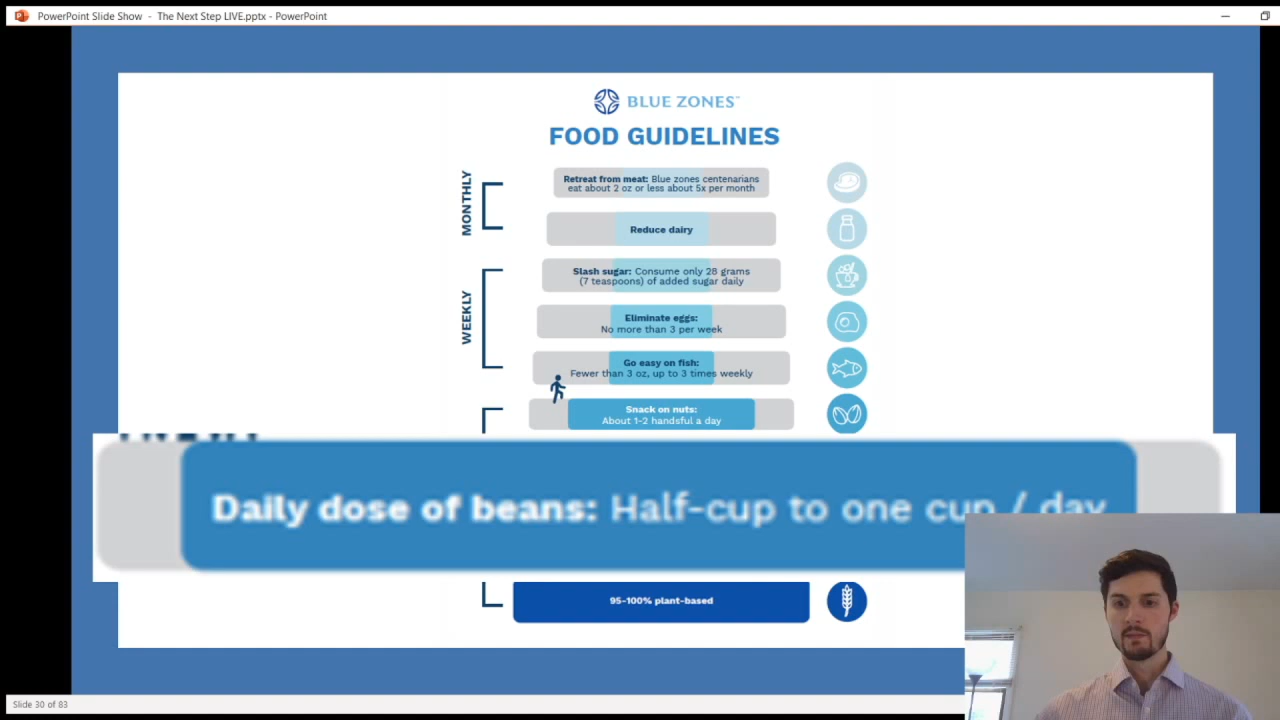 PowerPoint Slide Show - The Next Step LIVE.pptx - PowerPoint
BLUE ZONES™
FOOD GUIDELINES
MONTHLY
Retreat from meat: Blue zones centenarians
eat about 2 oz or less about 5x per month
Reduce dairy
WEEKLY
Slash sugar: Consume only 28 grams
(7 teaspoons) of added sugar daily
Eliminate eggs:
No more than 3 per week
Go easy on fish:
Fewer than 3 oz, up to 3 times weekly
Snack on nuts:
About 1-2 handsful a day
Daily dose of beans: Half-cup to one cup / day
95-100% plant-based
Slide 30 of 83